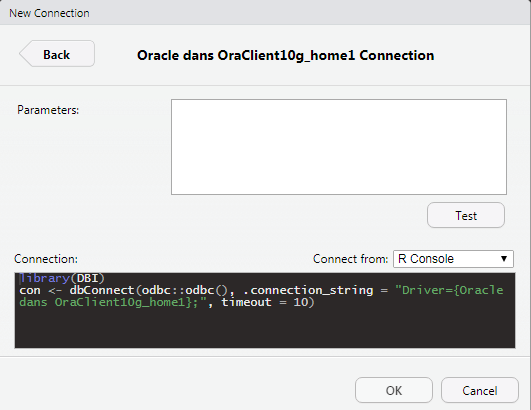 New Connection
Back
Oracle dans OraClient10g_home1 Connection
Parameters:
Test
Connection:
Connect from:
R Console
library(DBI)
con <- dbConnect(odbc::odbc(), .connection_string = "Driver={Oracle
dans OraClient10g_home1};", timeout = 10)
OK
Cancel